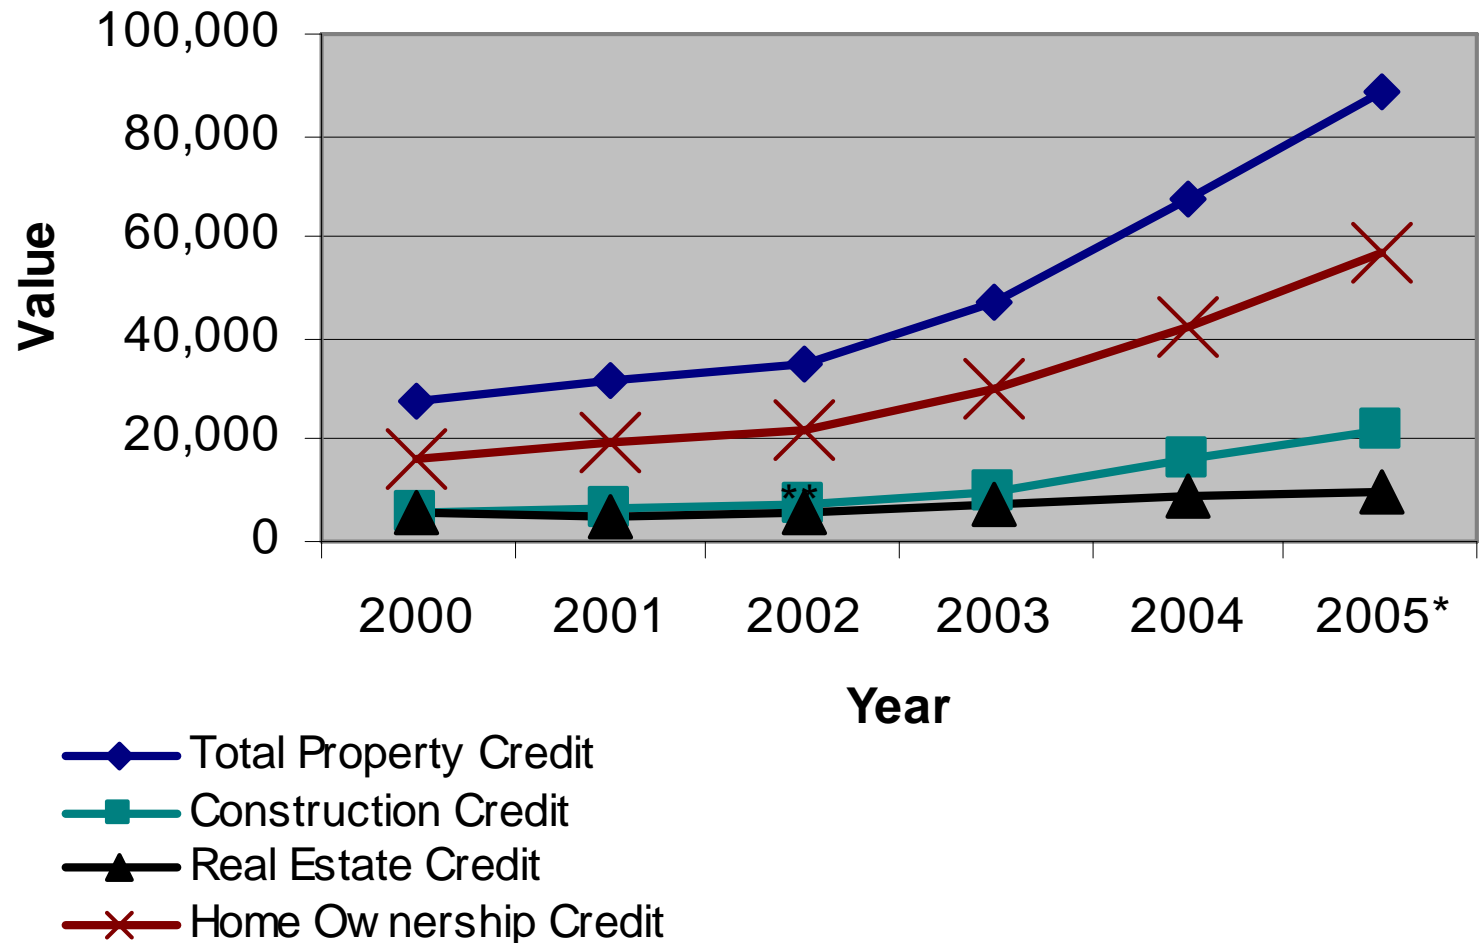 100,000
80,000
60,000
40,000
20,000
0
Value
**
2000 2001 2002 2003 2004 2005*
Year
Total Property Credit
Construction Credit
Real Estate Credit
Home Ow nership Credit